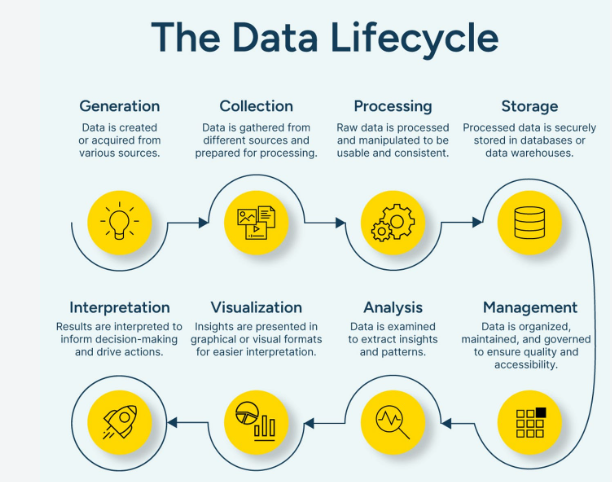 The Data Lifecycle
Generation
Data is created
or acquired from
various sources.
Collection
Data is gathered from
different sources and
prepared for processing.
Processing
Raw data is processed
and manipulated to be
usable and consistent.
Storage
Processed data is securely
stored in databases or
data warehouses.
Interpretation
Results are interpreted to
inform decision-making
and drive actions.
Visualization
Insights are presented in
graphical or visual formats
for easier interpretation.
Analysis
Data is examined
to extract insights
and patterns.
Management
Data is organized,
maintained, and governed
to ensure quality and
accessibility.